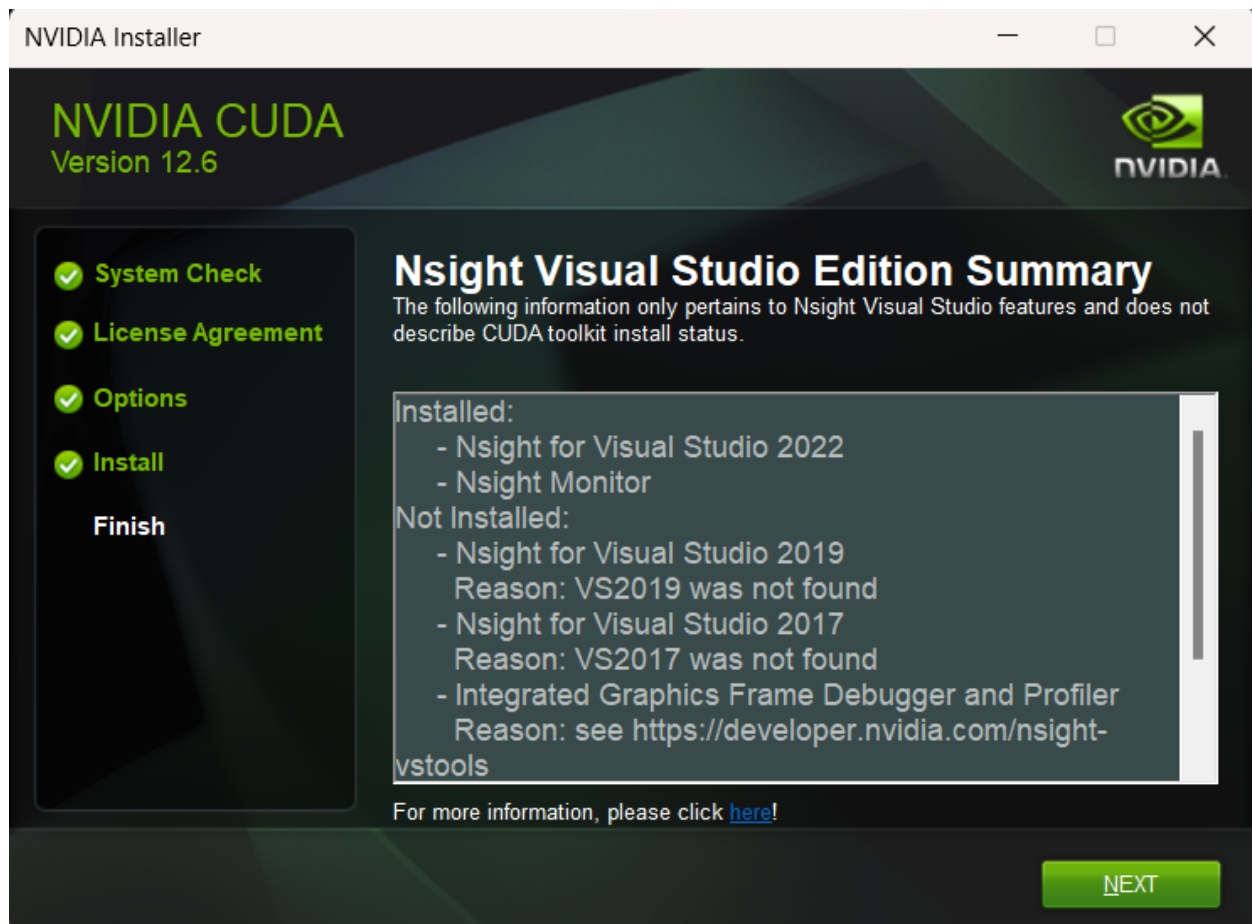 NVIDIA Installer
NVIDIA CUDA
Version 12.6
NVIDIA.
System Check
License Agreement
Options
Install
Finish
Nsight Visual Studio Edition Summary
The following information only pertains to Nsight Visual Studio features and does not
describe CUDA toolkit install status.
Installed:
- Nsight for Visual Studio 2022
- Nsight Monitor
Not Installed:
- Nsight for Visual Studio 2019
Reason: VS2019 was not found
- Nsight for Visual Studio 2017
Reason: VS2017 was not found
- Integrated Graphics Frame Debugger and Profiler
Reason: see https://developer.nvidia.com/nsight-
vstools
For more information, please click here!
NEXT